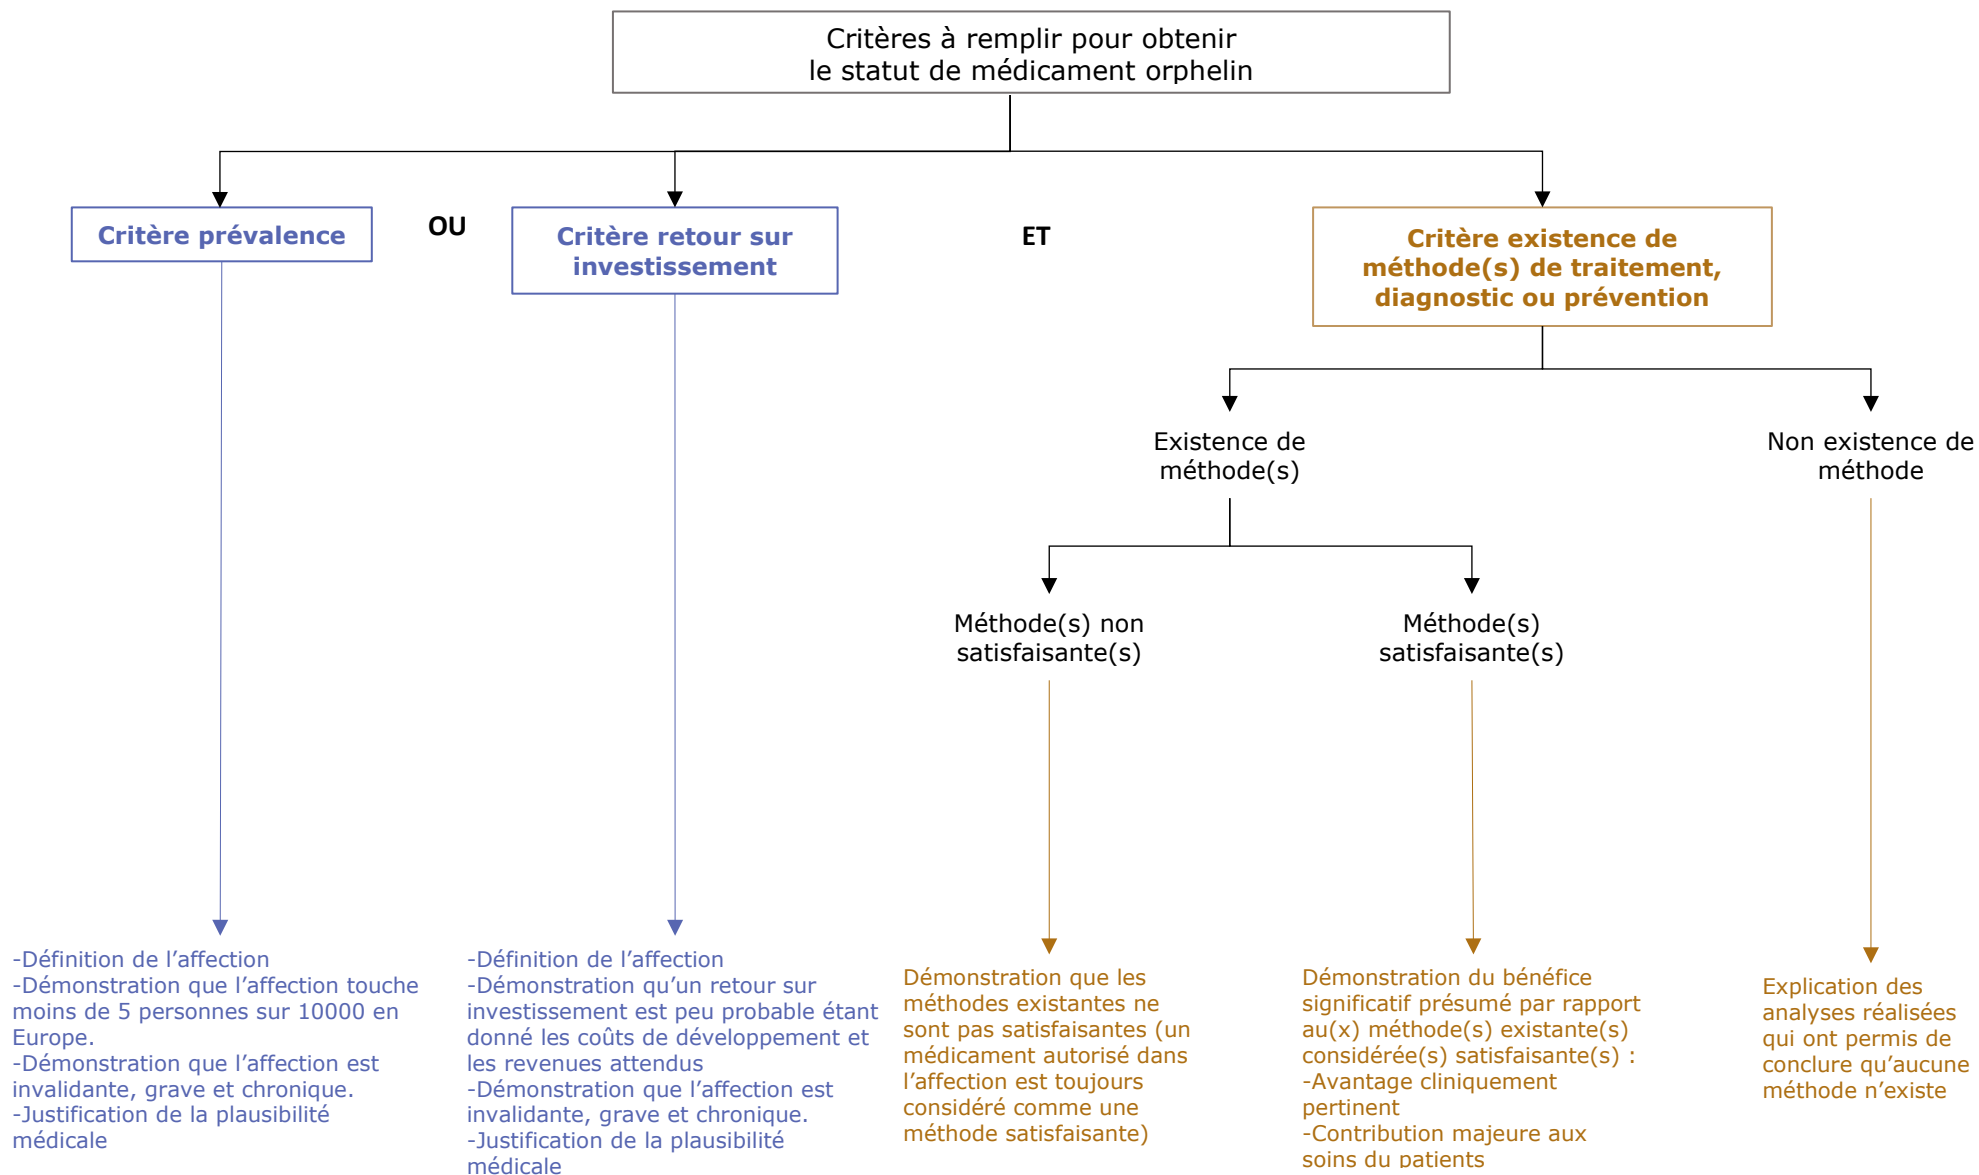 Critères à remplir pour obtenir
le statut de médicament orphelin
Critère prévalence
OU
Critère retour sur
investissement
ET
Critère existence de
méthode(s) de traitement,
diagnostic ou prévention
Existence de
méthode(s)
Non existence de
méthode
Méthode(s) non
satisfaisante(s)
Méthode(s)
satisfaisante(s)
-Définition de l’affection
-Démonstration que l’affection touche
moins de 5 personnes sur 10000 en
Europe.
-Démonstration que l’affection est
invalidante, grave et chronique.
-Justification de la plausibilité
médicale
-Définition de l’affection
-Démonstration qu’un retour sur
investissement est peu probable étant
donné les coûts de développement et
les revenues attendus
-Démonstration que l’affection est
invalidante, grave et chronique.
-Justification de la plausibilité
médicale
Démonstration que les
méthodes existantes ne
sont pas satisfaisantes (un
médicament autorisé dans
l’affection est toujours
considéré comme une
méthode satisfaisante)
Démonstration du bénéfice
significatif présumé par rapport
au(x) méthode(s) existante(s)
considérée(s) satisfaisante(s) :
-Avantage cliniquement
pertinent
-Contribution majeure aux
soins du patients
Explication des
analyses réalisées
qui ont permis de
conclure qu’aucune
méthode n’existe